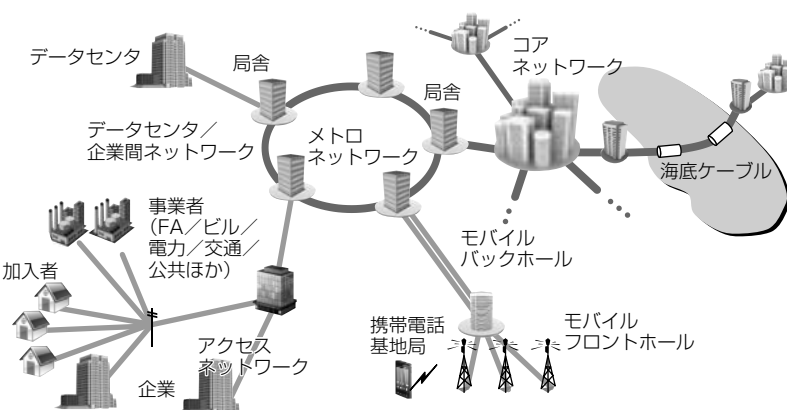 データセンタ
局舎
コア
ネットワーク
局舎
データセンタ／
企業間ネットワーク
メトロ
ネットワーク
海底ケーブル
事業者
（FA／ビル／
電力／交通／
公共ほか）
モバイル
バックホール
加入者
携帯電話
基地局
モバイル
フロントホール
アクセス
ネットワーク
企業